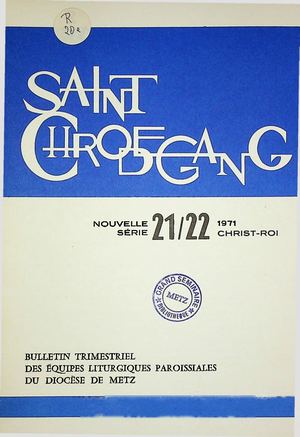 R
20a
SAINT
CHRODEGANG
NOUVELLE
SÉRIE
21/22
1971
CHRIST-ROI
GRAND SÉMINAIRE
METZ
BIBLIOTHÈQUE
BULLETIN TRIMESTRIEL
DES ÉQUIPES LITURGIQUES PAROISSIALES
DU DIOCÈSE DE METZ